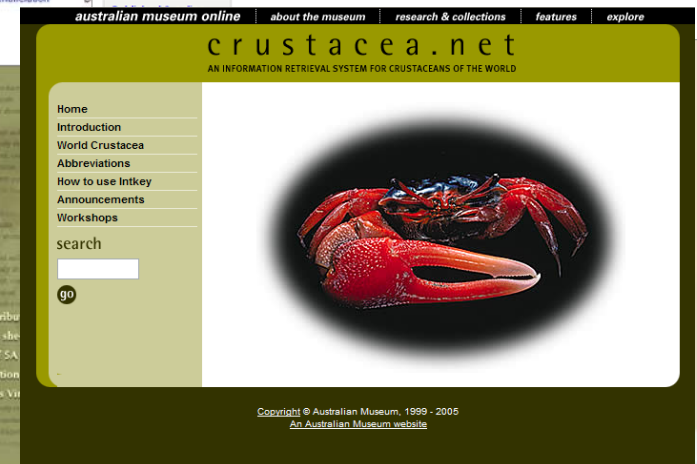 australian museum online about the museum research & collections features explore
crustacea.net
AN INFORMATION RETRIEVAL SYSTEM FOR CRUSTACEANS OF THE WORLD
Home
Introduction
World Crustacea
Abbreviations
How to use Intkey
Announcements
Workshops
search
go
Copyright © Australian Museum, 1999 - 2005
An Australian Museum website